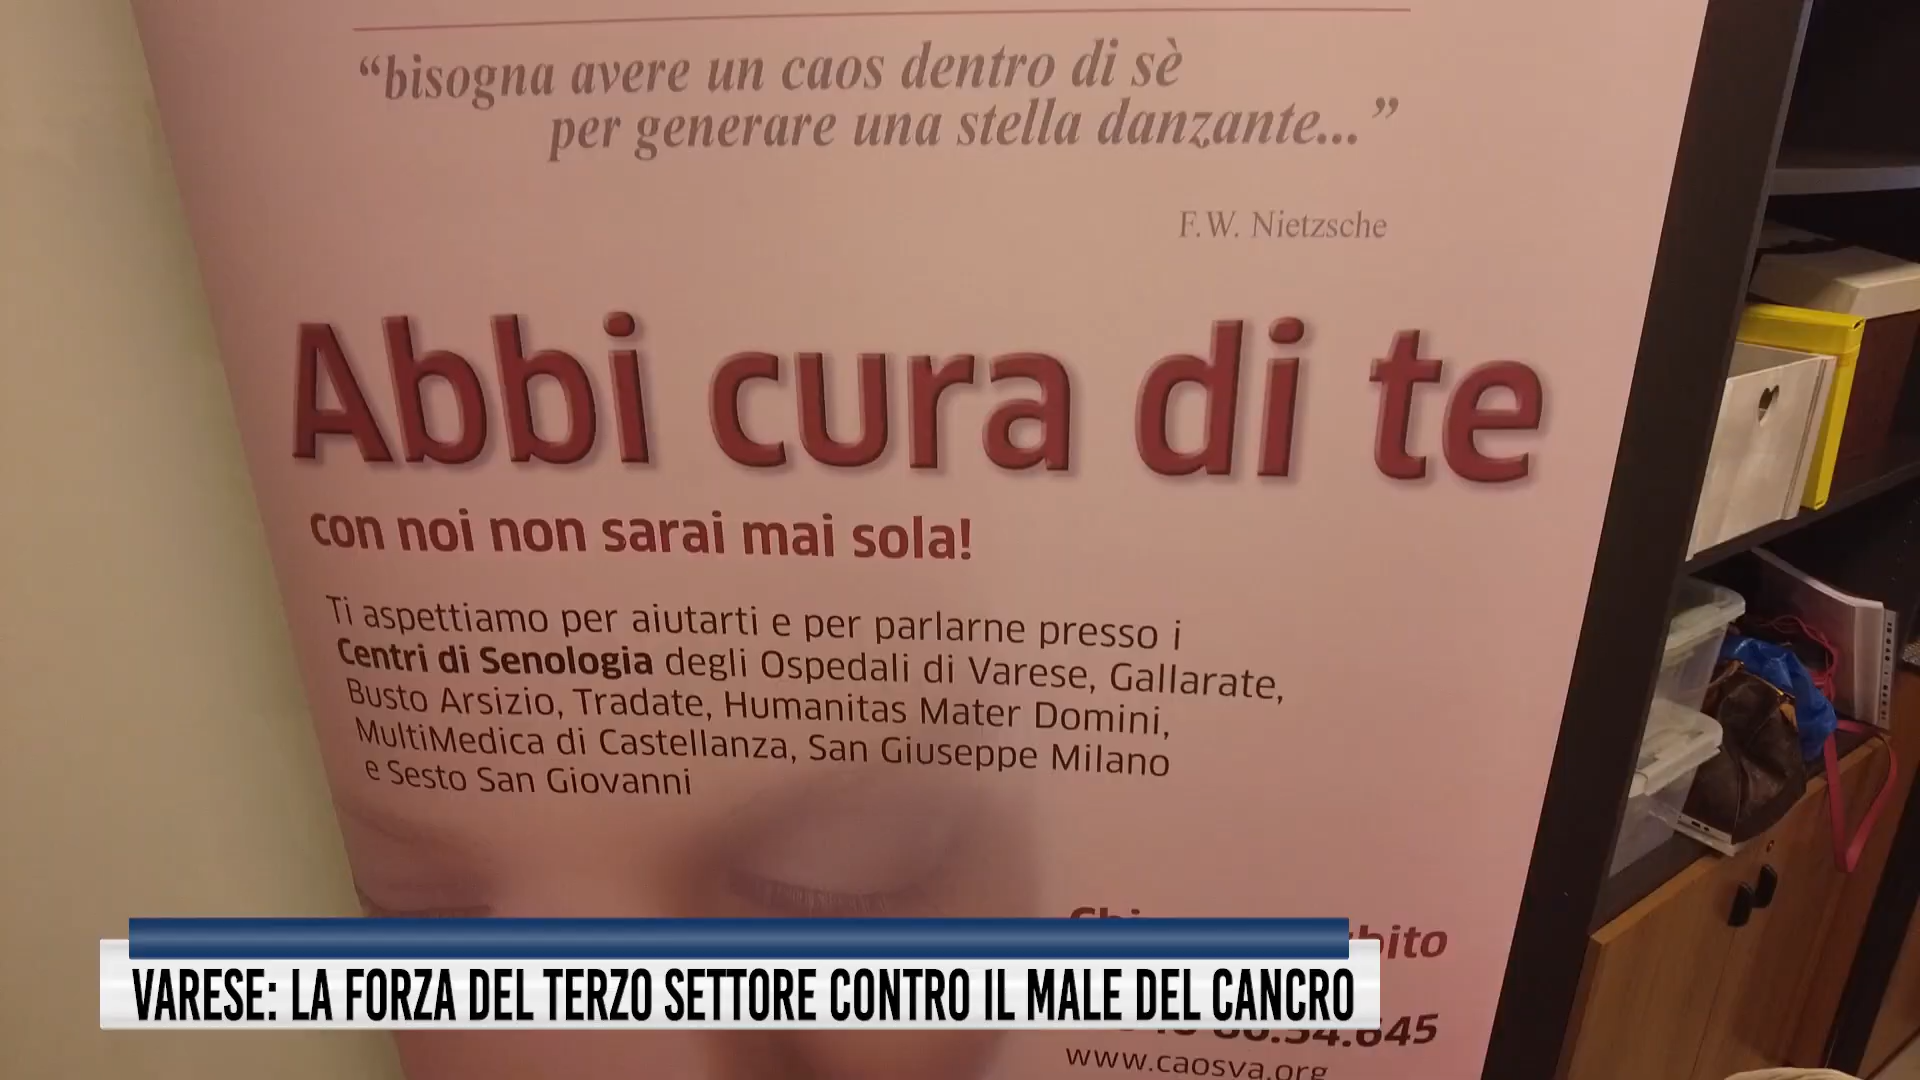 “bisogna avere un caos dentro di sè
per generare una stella danzante...”
F.W. Nietzsche
Abbi cura di te
con noi non sarai mai sola!
Ti aspettiamo per aiutarti e per parlarne presso i
Centri di Senologia degli Ospedali di Varese, Gallarate,
Busto Arsizio, Tradate, Humanitas Mater Domini,
MultiMedica di Castellanza, San Giuseppe Milano
e Sesto San Giovanni
VARESE: LA FORZA DEL TERZO SETTORE CONTRO IL MALE DEL CANCRO
www.caosva.org